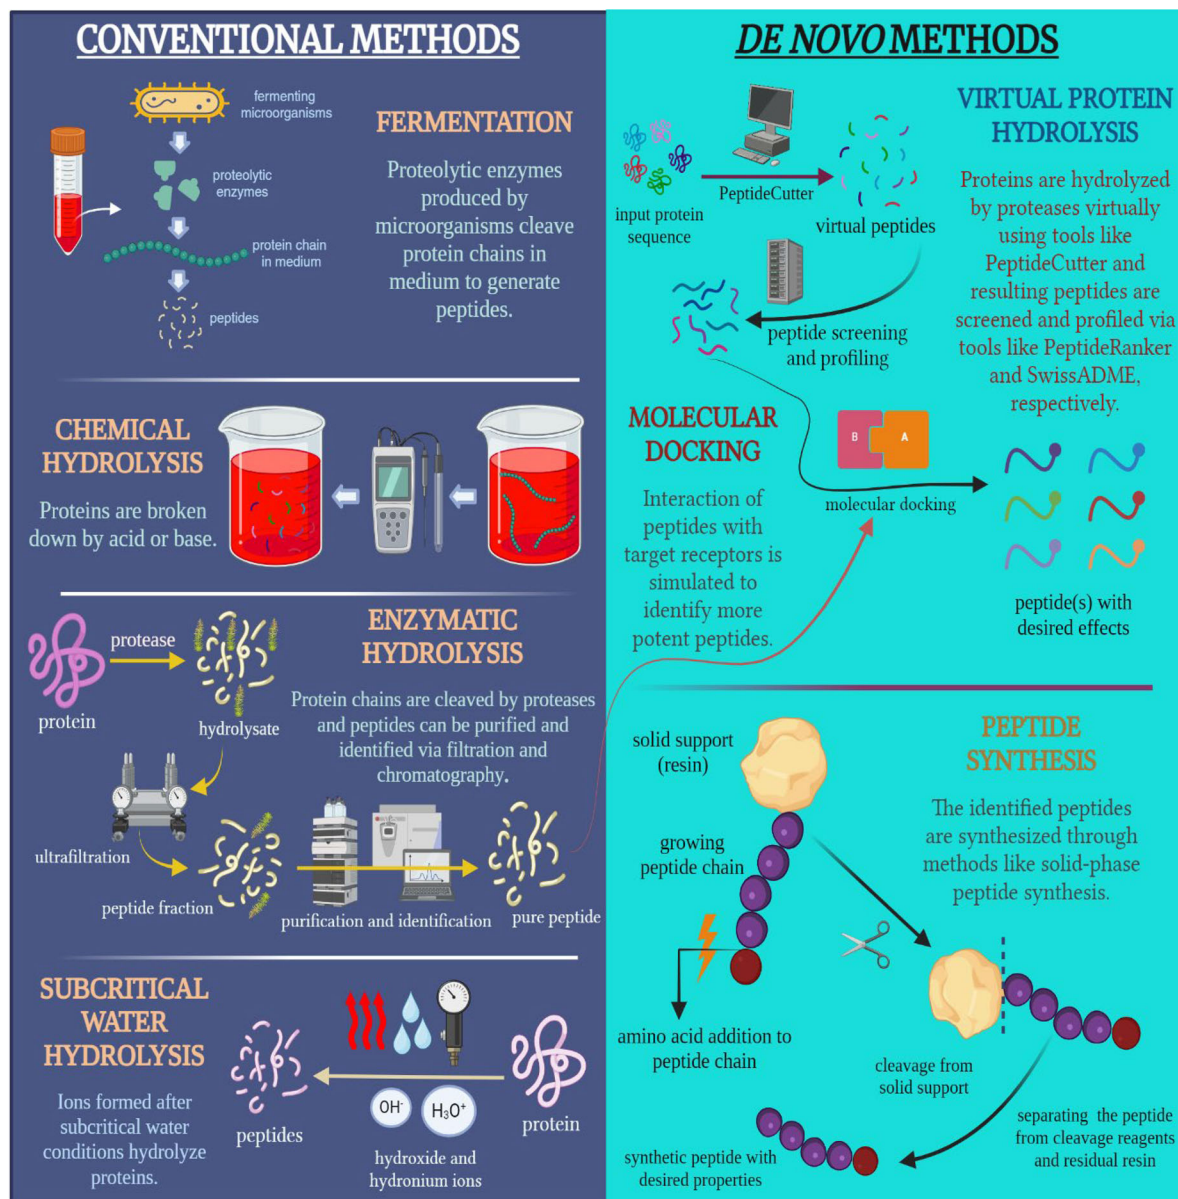 CONVENTIONAL METHODS
fermenting
microorganisms
proteolytic
enzymes
protein chain
in medium
peptides
FERMENTATION
Proteolytic enzymes
produced by
microorganisms cleave
protein chains in
medium to generate
peptides.
CHEMICAL
HYDROLYSIS
Proteins are broken
down by acid or base.
protein
protease
hydrolysate
ENZYMATIC
HYDROLYSIS
Protein chains are cleaved by proteases
and peptides can be purified and
identified via filtration and
chromatography.
ultrafiltration
peptide fraction
purification and identification
pure peptide
SUBCRITICAL
WATER
HYDROLYSIS
Ions formed after
subcritical water
conditions hydrolyze
proteins.
peptides
OH⁻
H₃O⁺
hydroxide and
hydronium ions
protein
DE NOVO METHODS
input protein
sequence
PeptideCutter
virtual peptides
peptide screening
and profiling
VIRTUAL PROTEIN
HYDROLYSIS
Proteins are hydrolyzed
by proteases virtually
using tools like
PeptideCutter and
resulting peptides are
screened and profiled via
tools like PeptideRanker
and SwissADME,
respectively.
MOLECULAR
DOCKING
Interaction of
peptides with
target receptors is
simulated to
identify more
potent peptides.
B
A
molecular docking
peptide(s) with
desired effects
solid support
(resin)
growing
peptide chain
amino acid addition to
peptide chain
PEPTIDE
SYNTHESIS
The identified peptides
are synthesized through
methods like solid-phase
peptide synthesis.
cleavage from
solid support
separating the peptide
from cleavage reagents
and residual resin
synthetic peptide with
desired properties